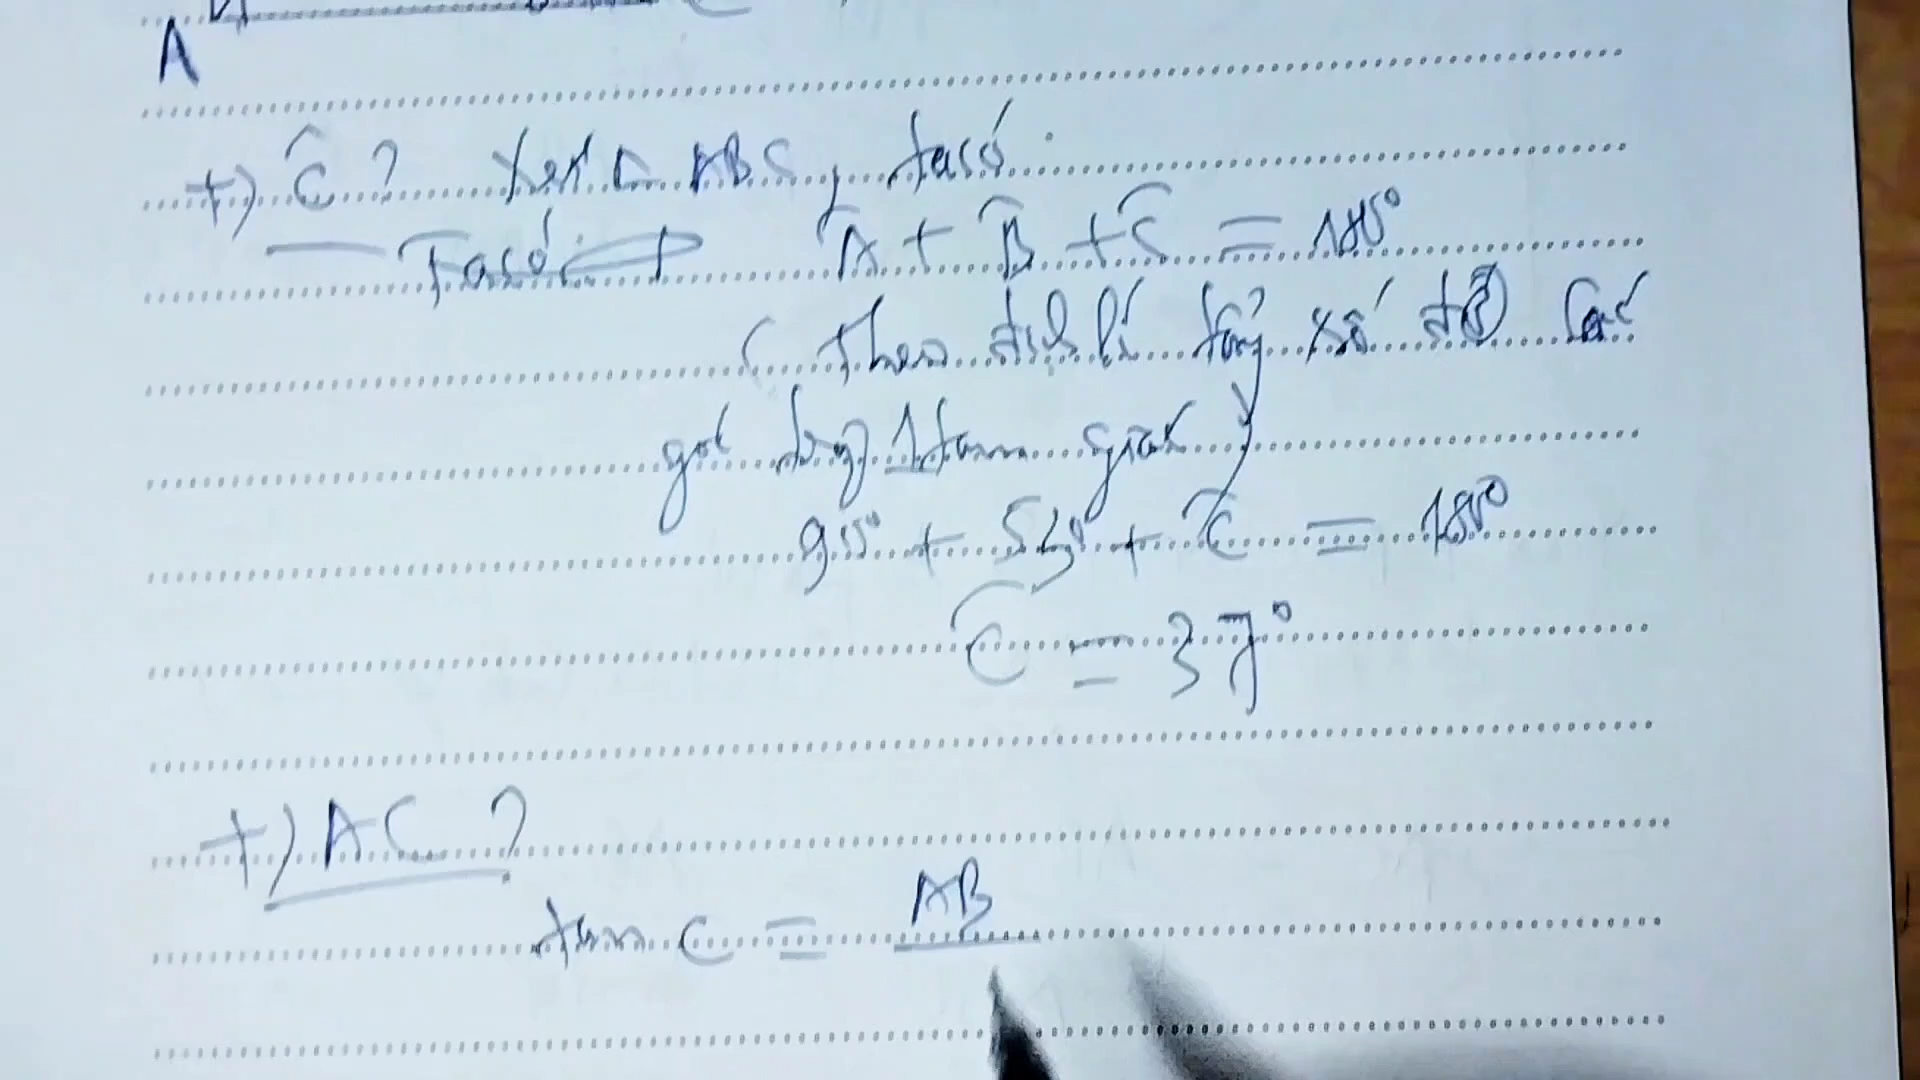 A
+) Ĉ ? Xét Δ ABC, ta có:
Ta có: Â + B̂ + Ĉ = 180°
( theo định lí tổng số đo các
góc trong 1 tam giác )
90° + 53° + Ĉ = 180°
Ĉ = 37°
+) AC ?
tan C = AB